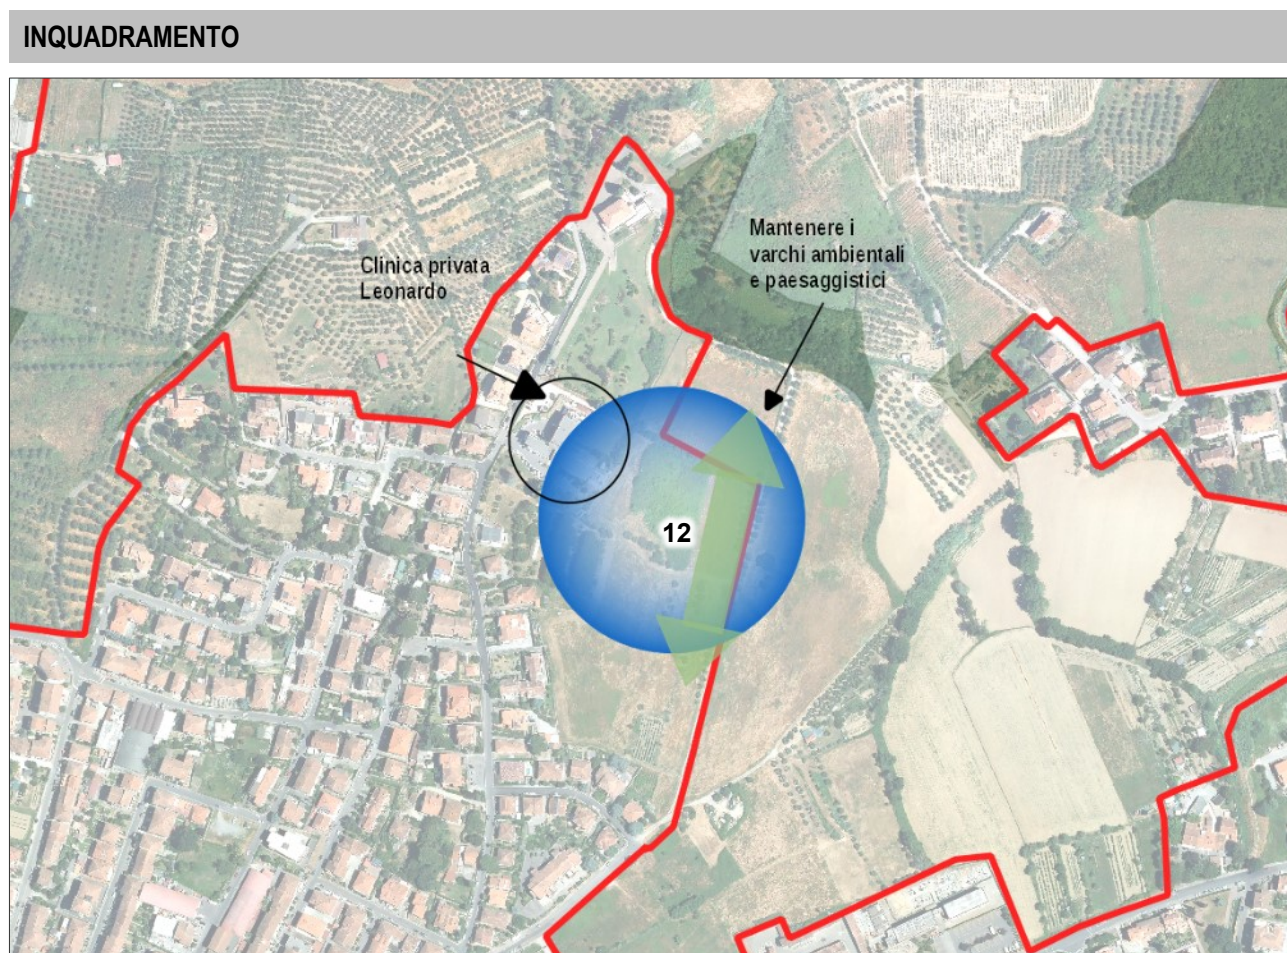 INQUADRAMENTO
Mantenere i
varchi ambientali
e paesaggistici
Clinica privata
Leonardo
12